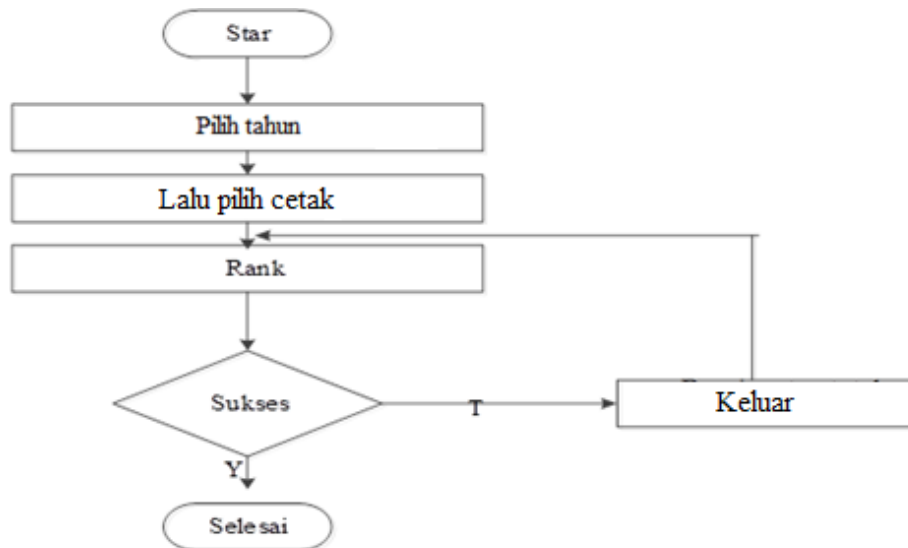 Star
Pilih tahun
Lalu pilih cetak
Rank
Sukses
T
Keluar
Y
Selesai